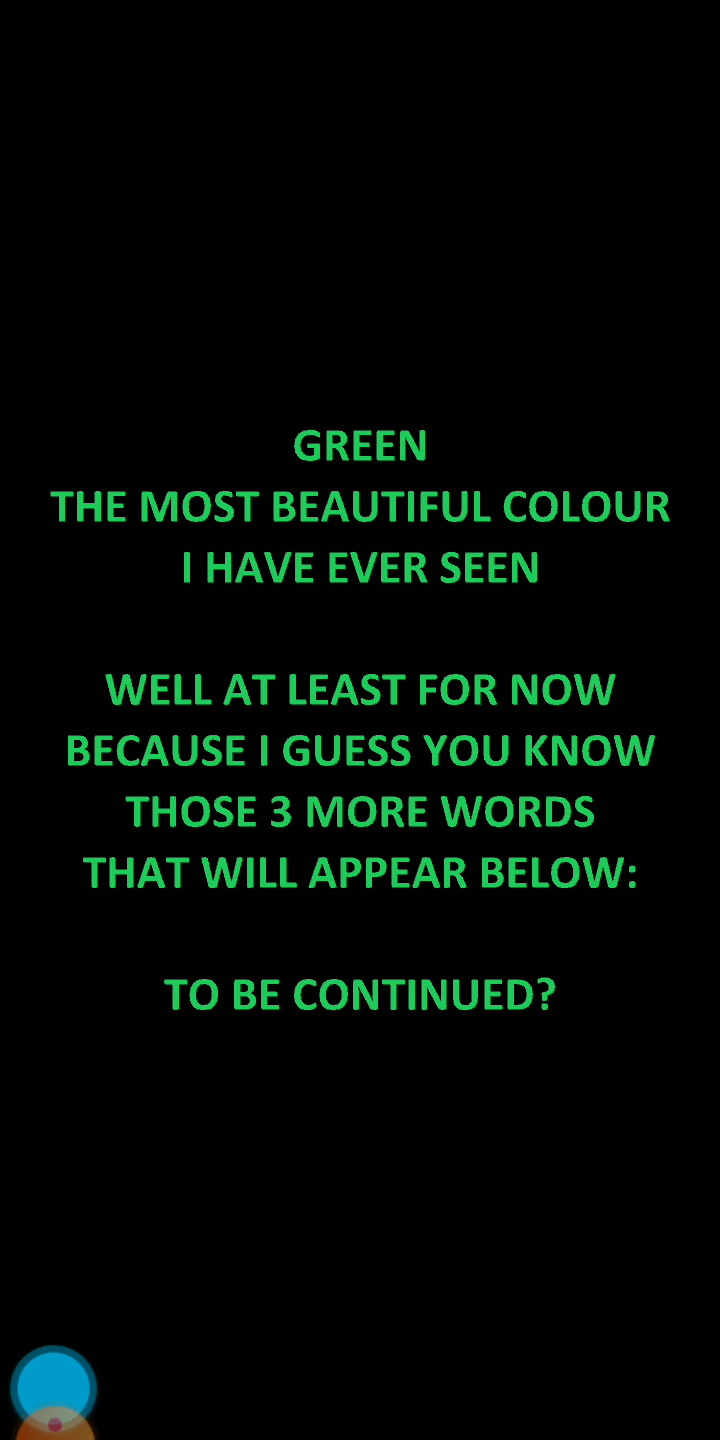 GREEN
THE MOST BEAUTIFUL COLOUR
I HAVE EVER SEEN
WELL AT LEAST FOR NOW
BECAUSE I GUESS YOU KNOW
THOSE 3 MORE WORDS
THAT WILL APPEAR BELOW:
TO BE CONTINUED?